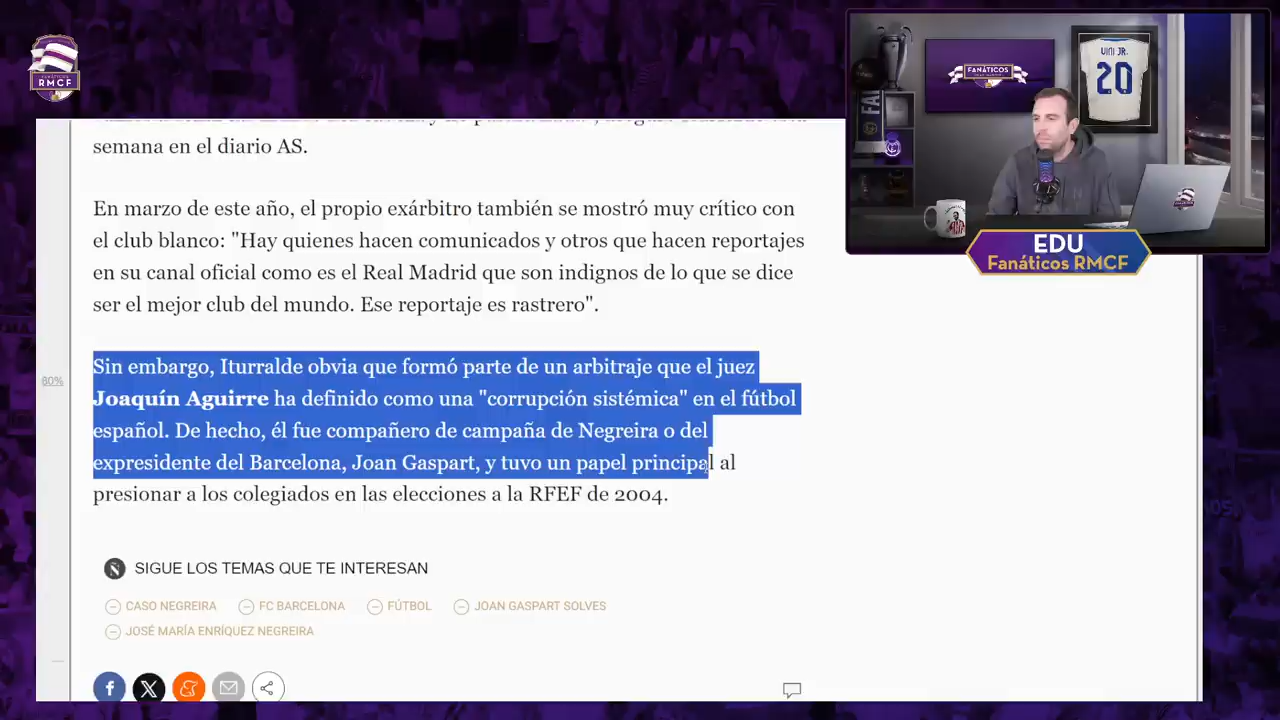 RMCF
FANÁTICOS
VINI JR.
20
FAN
EDU
Fanáticos RMCF
semana en el diario AS.
En marzo de este año, el propio exárbitro también se mostró muy crítico con
el club blanco: "Hay quienes hacen comunicados y otros que hacen reportajes
en su canal oficial como es el Real Madrid que son indignos de lo que se dice
ser el mejor club del mundo. Ese reportaje es rastrero".
Sin embargo, Iturralde obvia que formó parte de un arbitraje que el juez
Joaquín Aguirre ha definido como una "corrupción sistémica" en el fútbol
español. De hecho, él fue compañero de campaña de Negreira o del
expresidente del Barcelona, Joan Gaspart, y tuvo un papel principal al
presionar a los colegiados en las elecciones a la RFEF de 2004.
80%
SIGUE LOS TEMAS QUE TE INTERESAN
CASO NEGREIRA FC BARCELONA FÚTBOL JOAN GASPART SOLVES
JOSÉ MARÍA ENRÍQUEZ NEGREIRA